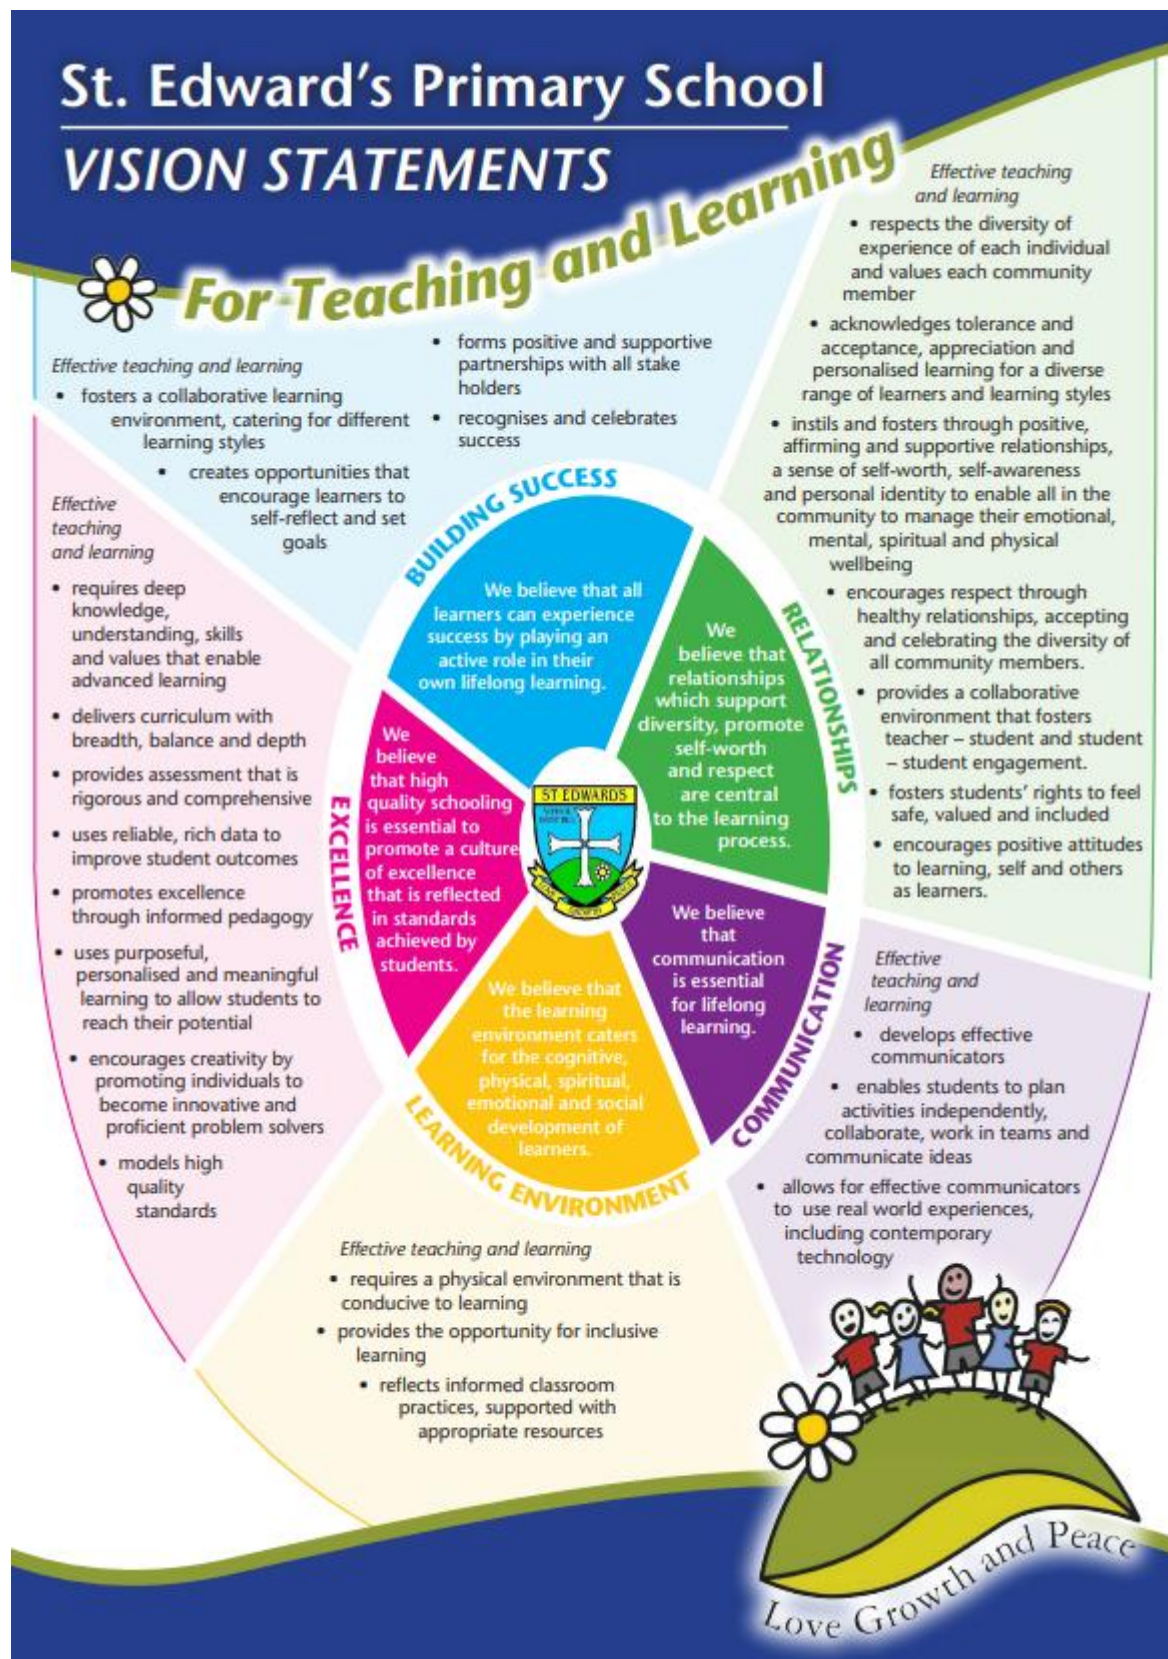 St. Edward's Primary School
VISION STATEMENTS
For Teaching and Learning
Effective teaching and learning
• fosters a collaborative learning
environment, catering for different
learning styles
• creates opportunities that
encourage learners to
self-reflect and set
goals
• forms positive and supportive
partnerships with all stake
holders
• recognises and celebrates
success
Effective teaching
and learning
• respects the diversity of
experience of each individual
and values each community
member
• acknowledges tolerance and
acceptance, appreciation and
personalised learning for a diverse
range of learners and learning styles
• instils and fosters through positive,
affirming and supportive relationships,
a sense of self-worth, self-awareness
and personal identity to enable all in the
community to manage their emotional,
mental, spiritual and physical
wellbeing
• encourages respect through
healthy relationships, accepting
and celebrating the diversity of
all community members.
• provides a collaborative
environment that fosters
teacher – student and student
– student engagement.
• fosters students' rights to feel
safe, valued and included
• encourages positive attitudes
to learning, self and others
as learners.
Effective
teaching
and learning
• requires deep
knowledge,
understanding, skills
and values that enable
advanced learning
• delivers curriculum with
breadth, balance and depth
• provides assessment that is
rigorous and comprehensive
• uses reliable, rich data to
improve student outcomes
• promotes excellence
through informed pedagogy
• uses purposeful,
personalised and meaningful
learning to allow students to
reach their potential
• encourages creativity by
promoting individuals to
become innovative and
proficient problem solvers
• models high
quality
standards
BUILDING SUCCESS
We believe that all
learners can experience
success by playing an
active role in their
own lifelong learning.
RELATIONSHIPS
We
believe that
relationships
which support
diversity, promote
self-worth
and respect
are central
to the learning
process.
EXCELLENCE
We
believe
that high
quality schooling
is essential to
promote a culture
of excellence
that is reflected
in standards
achieved by
students.
ST EDWARDS
COMMUNICATION
We believe
that
communication
is essential
for lifelong
learning.
LEARNING ENVIRONMENT
We believe that
the learning
environment caters
for the cognitive,
physical, spiritual,
emotional and social
development of
learners.
Effective
teaching and
learning
• develops effective
communicators
• enables students to plan
activities independently,
collaborate, work in teams and
communicate ideas
• allows for effective communicators
to use real world experiences,
including contemporary
technology
Effective teaching and learning
• requires a physical environment that is
conducive to learning
• provides the opportunity for inclusive
learning
• reflects informed classroom
practices, supported with
appropriate resources
Love Growth and Peace